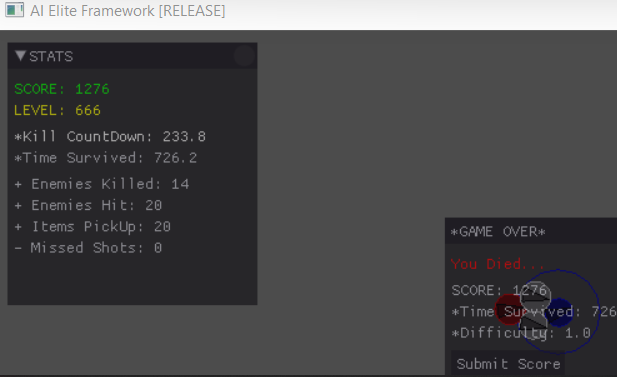 AI Elite Framework [RELEASE]
STATS
SCORE: 1276
LEVEL: 666
*Kill CountDown: 233.8
*Time Survived: 726.2
+ Enemies Killed: 14
+ Enemies Hit: 20
+ Items PickUp: 20
- Missed Shots: 0
*GAME OVER*
You Died...
SCORE: 1276
*Time Survived: 726
*Difficulty: 1.0
Submit Score